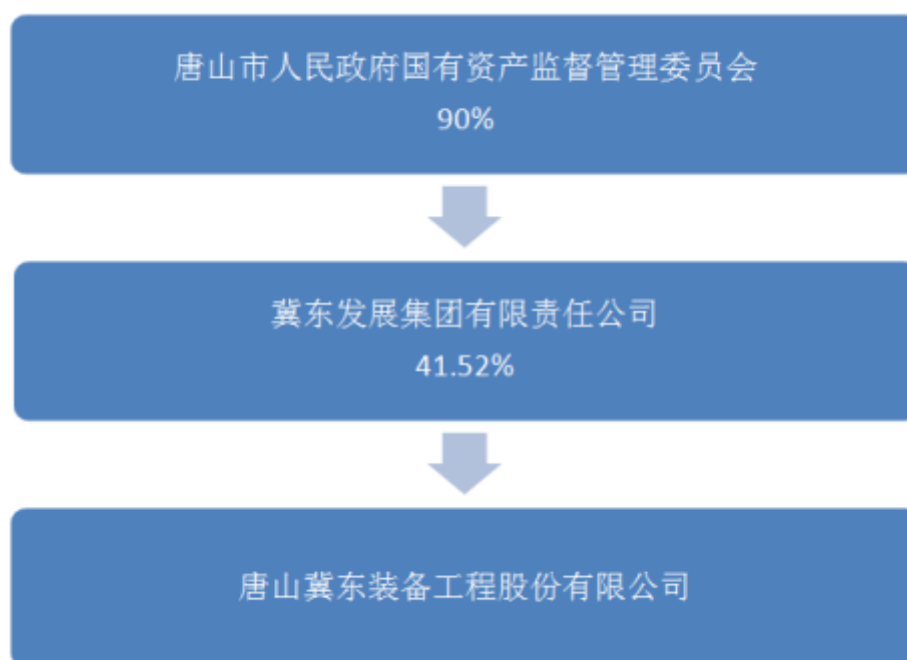 唐山市人民政府国有资产监督管理委员会
90%
冀东发展集团有限责任公司
41.52%
唐山冀东装备工程股份有限公司